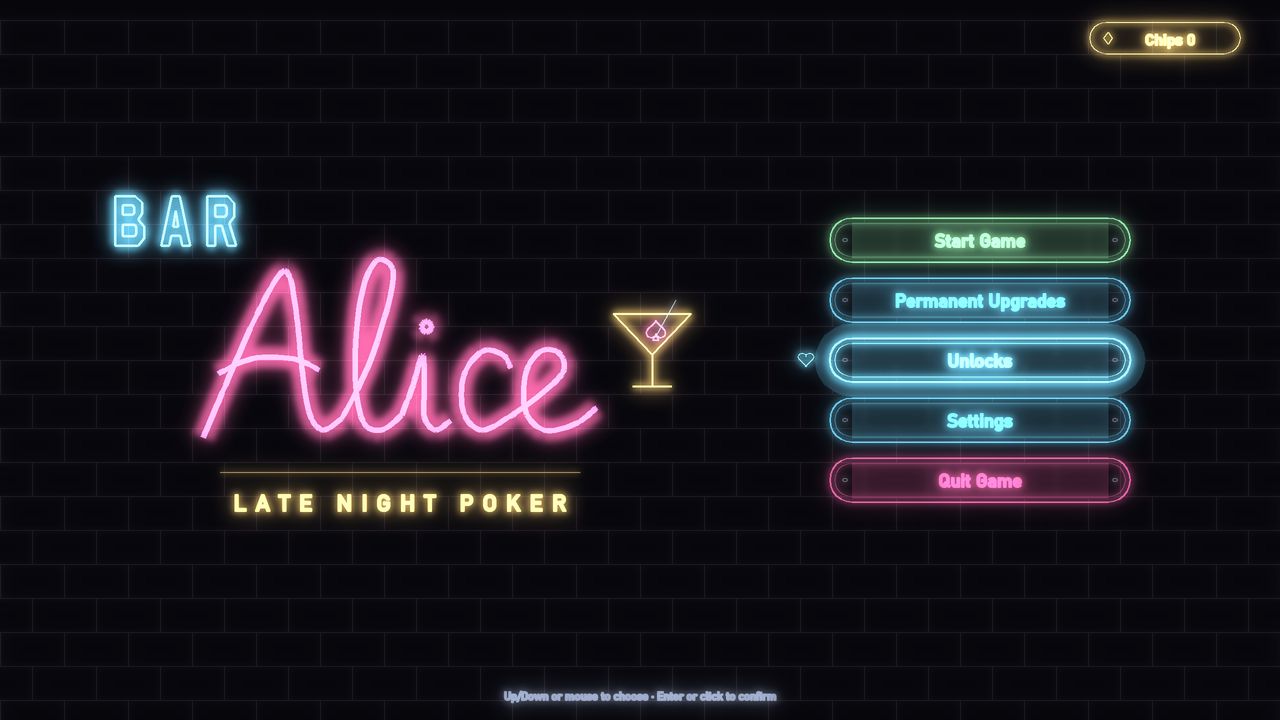 Chips 0
BAR
Alice
LATE NIGHT POKER
Start Game
Permanent Upgrades
Unlocks
Settings
Quit Game
Up/Down or mouse to choose · Enter or click to confirm